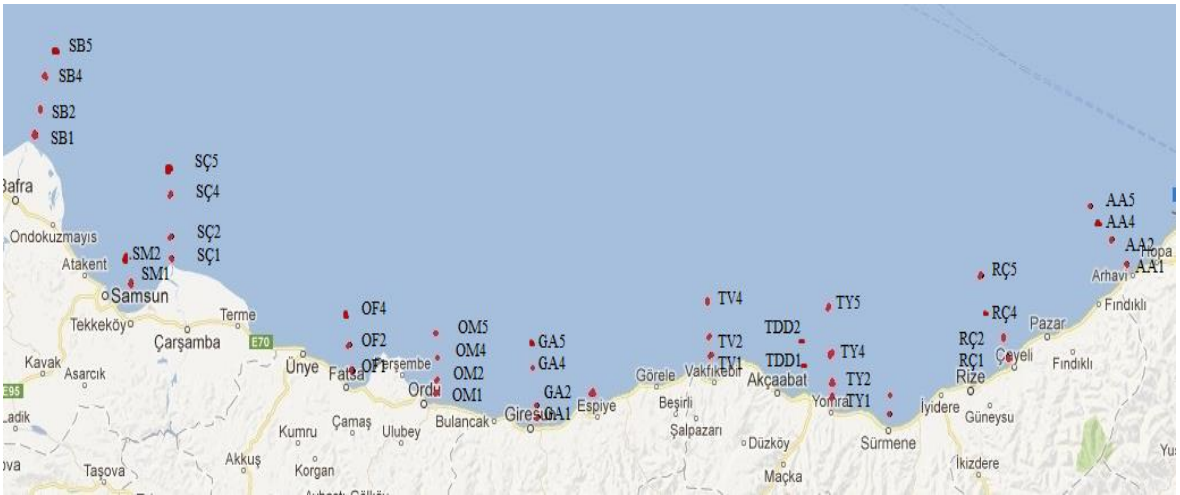 SB5
SB4
SB2
SB1
SÇ5
SÇ4
SÇ2
SÇ1
SM2
SM1
Bafra
Ondokuzmayıs
Atakent
Samsun
Tekkeköy
Çarşamba
Terme
E70
Kavak
Asarcık
E95
Ladik
Taşova
Ünye
OF4
OF2
OF1
Fatsa
Perşembe
OM5
OM4
OM2
OM1
Ordu
Çamaş
Kumru
Ulubey
Akkuş
Korgan
Bulancak
GA5
GA4
GA2
GA1
Giresun
Espiye
Görele
Beşirli
Şalpazarı
TV4
TV2
TV1
Vakfıkebir
TDD2
TDD1
Akçaabat
TY5
TY4
TY2
TY1
Yomra
Düzköy
Maçka
Sürmene
İyidere
Rize
Güneysu
İkizdere
RÇ5
RÇ4
RÇ2
RÇ1
Çayeli
Pazar
Fındıklı
AA5
AA4
AA2
AA1
Hopa
Arhavi
Fındıklı